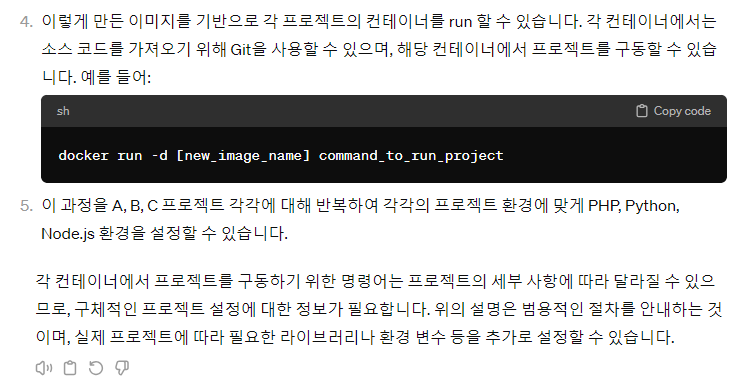 4. 이렇게 만든 이미지를 기반으로 각 프로젝트의 컨테이너를 run 할 수 있습니다. 각 컨테이너에서는
소스 코드를 가져오기 위해 Git을 사용할 수 있으며, 해당 컨테이너에서 프로젝트를 구동할 수 있습
니다. 예를 들어:
sh Copy code
docker run -d [new_image_name] command_to_run_project
5. 이 과정을 A, B, C 프로젝트 각각에 대해 반복하여 각각의 프로젝트 환경에 맞게 PHP, Python,
Node.js 환경을 설정할 수 있습니다.
각 컨테이너에서 프로젝트를 구동하기 위한 명령어는 프로젝트의 세부 사항에 따라 달라질 수 있으
므로, 구체적인 프로젝트 설정에 대한 정보가 필요합니다. 위의 설명은 범용적인 절차를 안내하는 것
이며, 실제 프로젝트에 따라 필요한 라이브러리나 환경 변수 등을 추가로 설정할 수 있습니다.